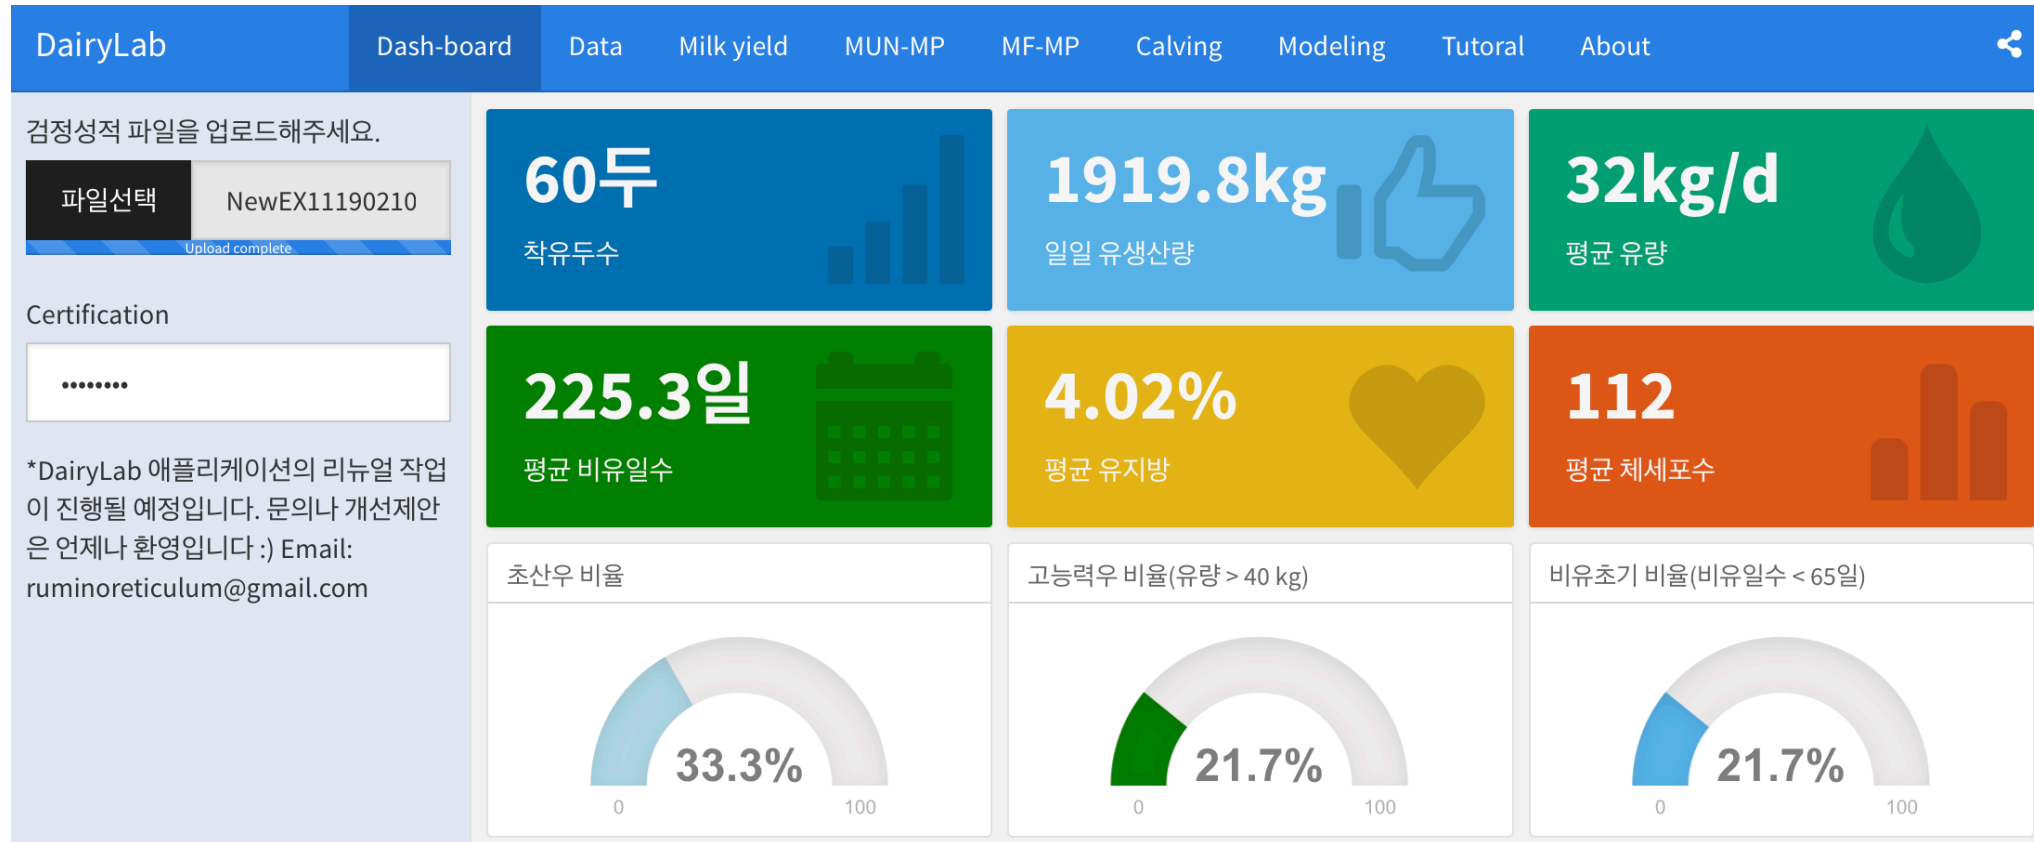 DairyLab
Dash-board
Data
Milk yield
MUN-MP
MF-MP
Calving
Modeling
Tutoral
About
검정성적 파일을 업로드해주세요.
파일선택
NewEX11190210
Upload complete
Certification
••••••••
*DairyLab 애플리케이션의 리뉴얼 작업
이 진행될 예정입니다. 문의나 개선제안
은 언제나 환영입니다 :) Email:
ruminoreticulum@gmail.com
60두
착유두수
1919.8kg
일일 유생산량
32kg/d
평균 유량
225.3일
평균 비유일수
4.02%
평균 유지방
112
평균 체세포수
초산우 비율
33.3%
0
100
고능력우 비율(유량 > 40 kg)
21.7%
0
100
비유초기 비율(비유일수 < 65일)
21.7%
0
100